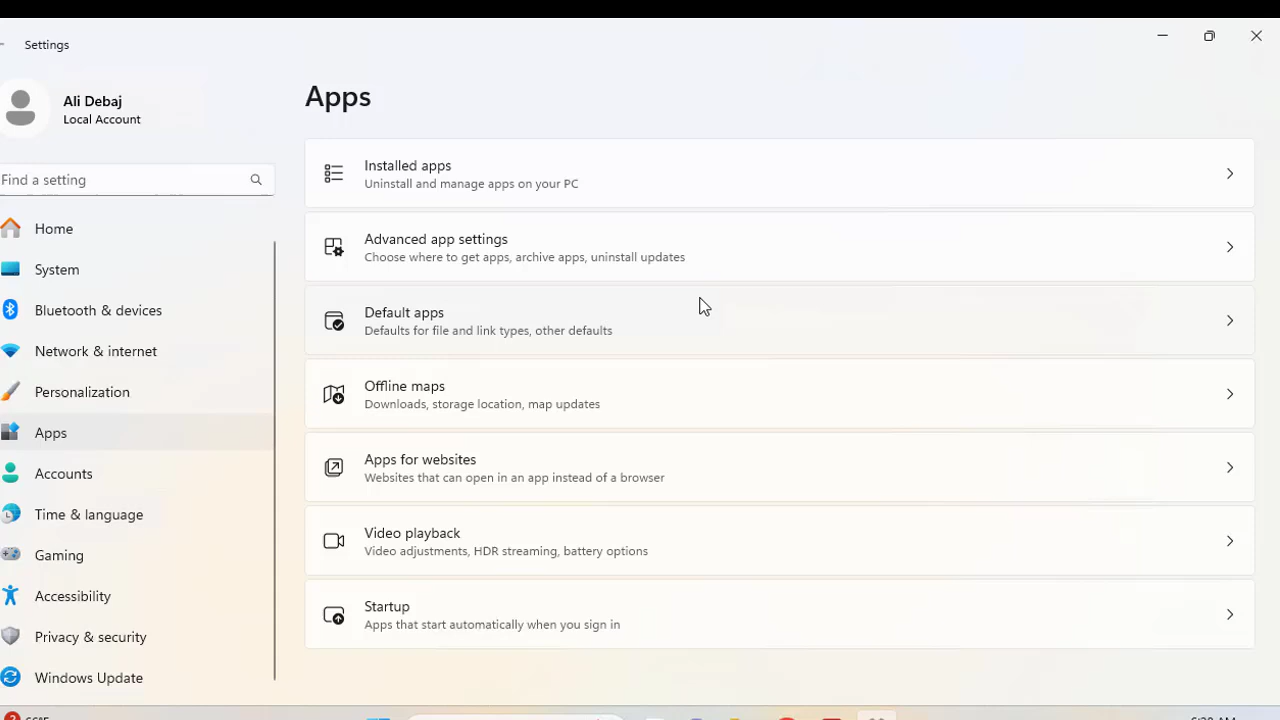 Settings
Ali Debaj
Local Account
Find a setting
Home
System
Bluetooth & devices
Network & internet
Personalization
Apps
Accounts
Time & language
Gaming
Accessibility
Privacy & security
Windows Update
Apps
Installed apps
Uninstall and manage apps on your PC
Advanced app settings
Choose where to get apps, archive apps, uninstall updates
Default apps
Defaults for file and link types, other defaults
Offline maps
Downloads, storage location, map updates
Apps for websites
Websites that can open in an app instead of a browser
Video playback
Video adjustments, HDR streaming, battery options
Startup
Apps that start automatically when you sign in